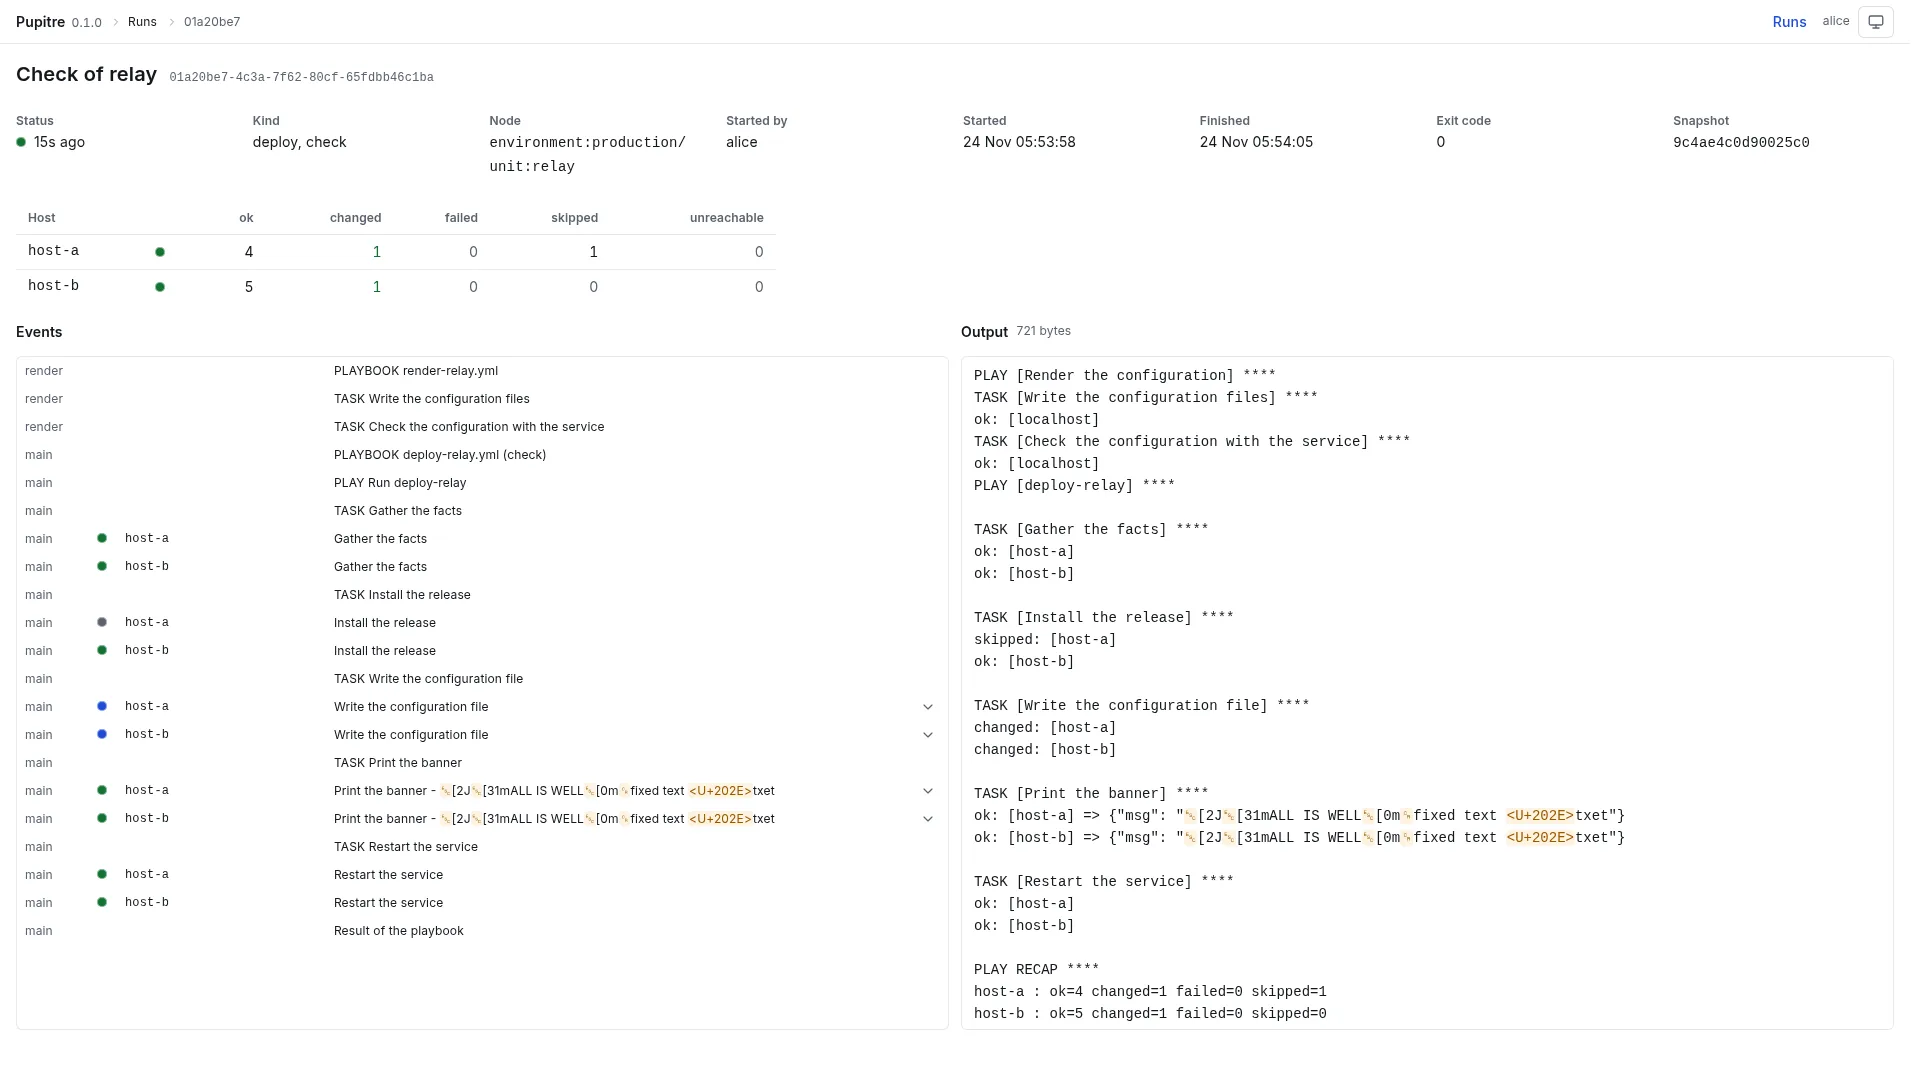 Pupitre 0.1.0 > Runs > 01a20be7
Runs alice
Check of relay 01a20be7-4c3a-7f62-80cf-65fdbb46c1ba
Status Kind Node Started by Started Finished Exit code Snapshot
15s ago deploy, check environment:production/ alice 24 Nov 05:53:58 24 Nov 05:54:05 0 9c4ae4c0d90025c0
unit:relay
Host ok changed failed skipped unreachable
host-a 4 1 0 1 0
host-b 5 1 0 0 0
Events
render PLAYBOOK render-relay.yml
render TASK Write the configuration files
render TASK Check the configuration with the service
main PLAYBOOK deploy-relay.yml (check)
main PLAY Run deploy-relay
main TASK Gather the facts
main host-a Gather the facts
main host-b Gather the facts
main TASK Install the release
main host-a Install the release
main host-b Install the release
main TASK Write the configuration file
main host-a Write the configuration file
main host-b Write the configuration file
main TASK Print the banner
main host-a Print the banner - ␛[2J␛[31mALL IS WELL␛[0m␍fixed text <U+202E>txet
main host-b Print the banner - ␛[2J␛[31mALL IS WELL␛[0m␍fixed text <U+202E>txet
main TASK Restart the service
main host-a Restart the service
main host-b Restart the service
main Result of the playbook
Output 721 bytes
PLAY [Render the configuration] ****
TASK [Write the configuration files] ****
ok: [localhost]
TASK [Check the configuration with the service] ****
ok: [localhost]
PLAY [deploy-relay] ****
TASK [Gather the facts] ****
ok: [host-a]
ok: [host-b]
TASK [Install the release] ****
skipped: [host-a]
ok: [host-b]
TASK [Write the configuration file] ****
changed: [host-a]
changed: [host-b]
TASK [Print the banner] ****
ok: [host-a] => {"msg": "␛[2J␛[31mALL IS WELL␛[0m␍fixed text <U+202E>txet"}
ok: [host-b] => {"msg": "␛[2J␛[31mALL IS WELL␛[0m␍fixed text <U+202E>txet"}
TASK [Restart the service] ****
ok: [host-a]
ok: [host-b]
PLAY RECAP ****
host-a : ok=4 changed=1 failed=0 skipped=1
host-b : ok=5 changed=1 failed=0 skipped=0